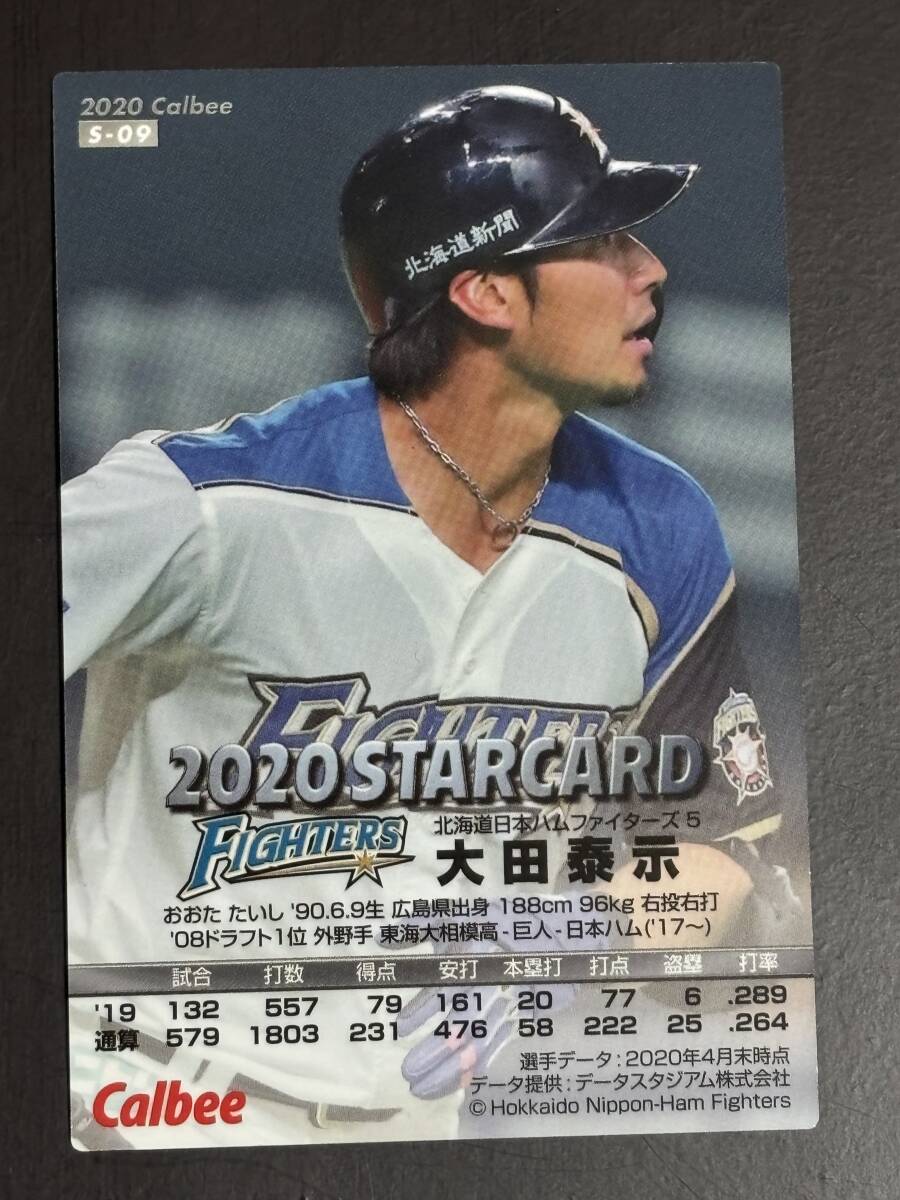 2020 Calbee
S-09
北海道新聞
FIGHTERS
2020 STARCARD
FIGHTERS
北海道日本ハムファイターズ 5
大田泰示
おおた たいし '90.6.9生 広島県出身 188cm 96kg 右投右打
'08ドラフト1位 外野手 東海大相模高 - 巨人 - 日本ハム('17〜)
試合 打数 得点 安打 本塁打 打点 盗塁 打率
'19 132 557 79 161 20 77 6 .289
通算 579 1803 231 476 58 222 25 .264
選手データ：2020年4月末時点
データ提供：データスタジアム株式会社
© Hokkaido Nippon-Ham Fighters
Calbee